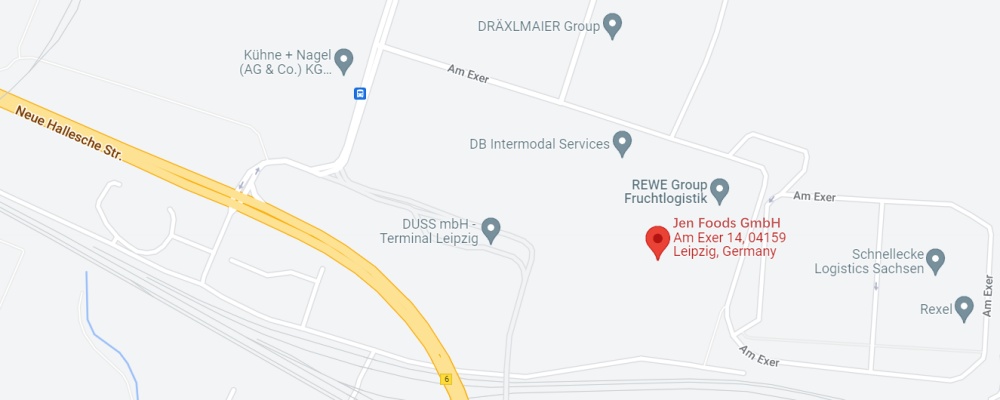 DRÄXLMAIER Group
Kühne + Nagel
(AG & Co.) KG...
Am Exer
Neue Hallesche Str.
DB Intermodal Services
REWE Group
Fruchtlogistik
Am Exer
DUSS mbH -
Terminal Leipzig
Jen Foods GmbH
Am Exer 14, 04159
Leipzig, Germany
Schnellecke
Logistics Sachsen
Am Exer
Rexel
Am Exer
6